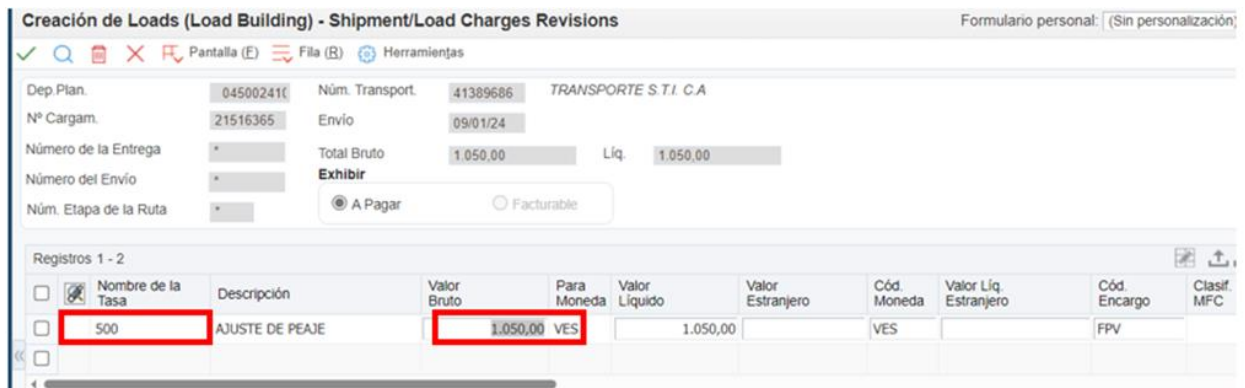 Creación de Loads (Load Building) - Shipment/Load Charges Revisions
Formulario personal: (Sin personalización)
Pantalla (F) Fila (R) Herramientas
Dep.Plan. 04500241 Núm. Transport. 41389686 TRANSPORTE S.T.I. C.A
Nº Cargam. 21516365 Envío 09/01/24
Número de la Entrega * Total Bruto 1.050,00 Líq. 1.050,00
Número del Envío * Exhibir
Núm. Etapa de la Ruta * A Pagar Facturable
Registros 1 - 2
Nombre de la Tasa Descripción Valor Bruto Para Moneda Valor Líquido Valor Estranjero Cód. Moneda Valor Líq. Estranjero Cód. Encargo Clasif. MFC
500 AJUSTE DE PEAJE 1.050,00 VES 1.050,00 VES FPV